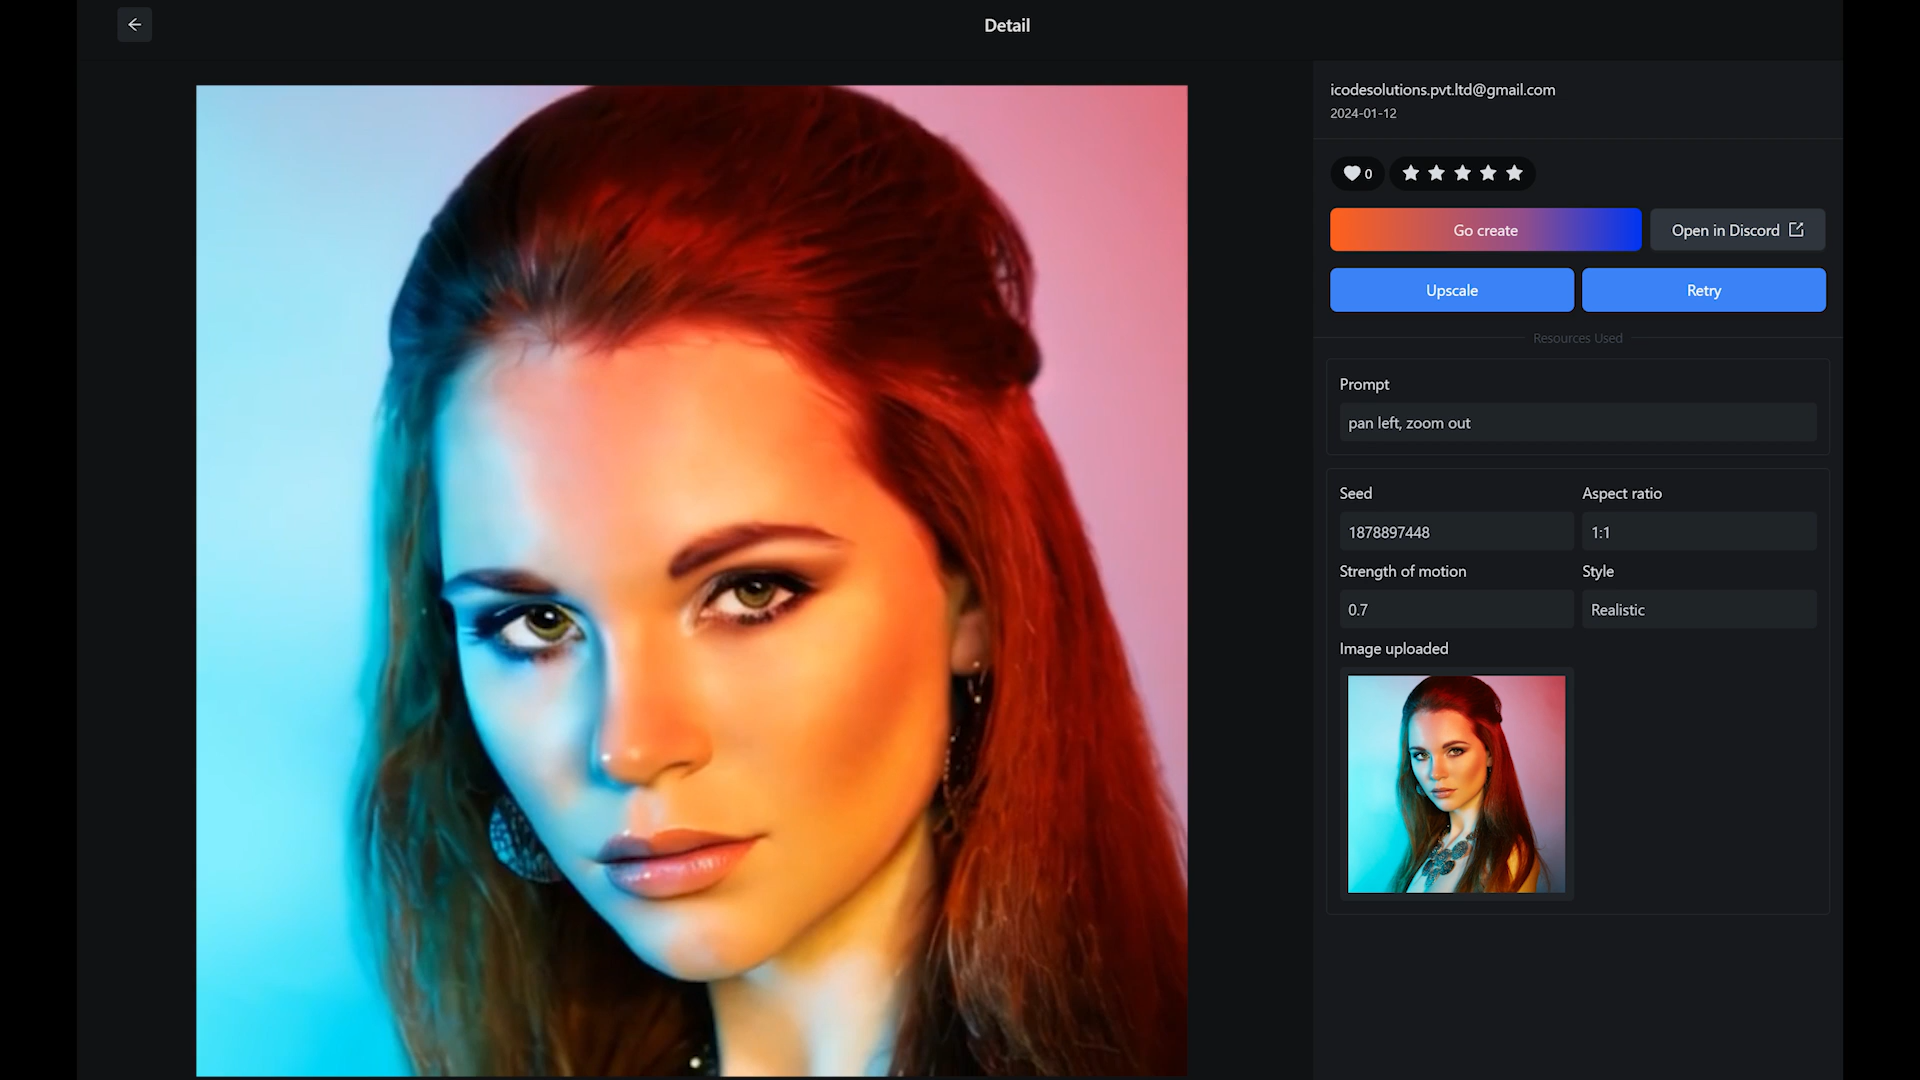 Detail
icodesolutions.pvt.ltd@gmail.com
2024-01-12
0
Go create
Open in Discord
Upscale
Retry
Resources Used
Prompt
pan left, zoom out
Seed
Aspect ratio
1878897448
1:1
Strength of motion
Style
0.7
Realistic
Image uploaded